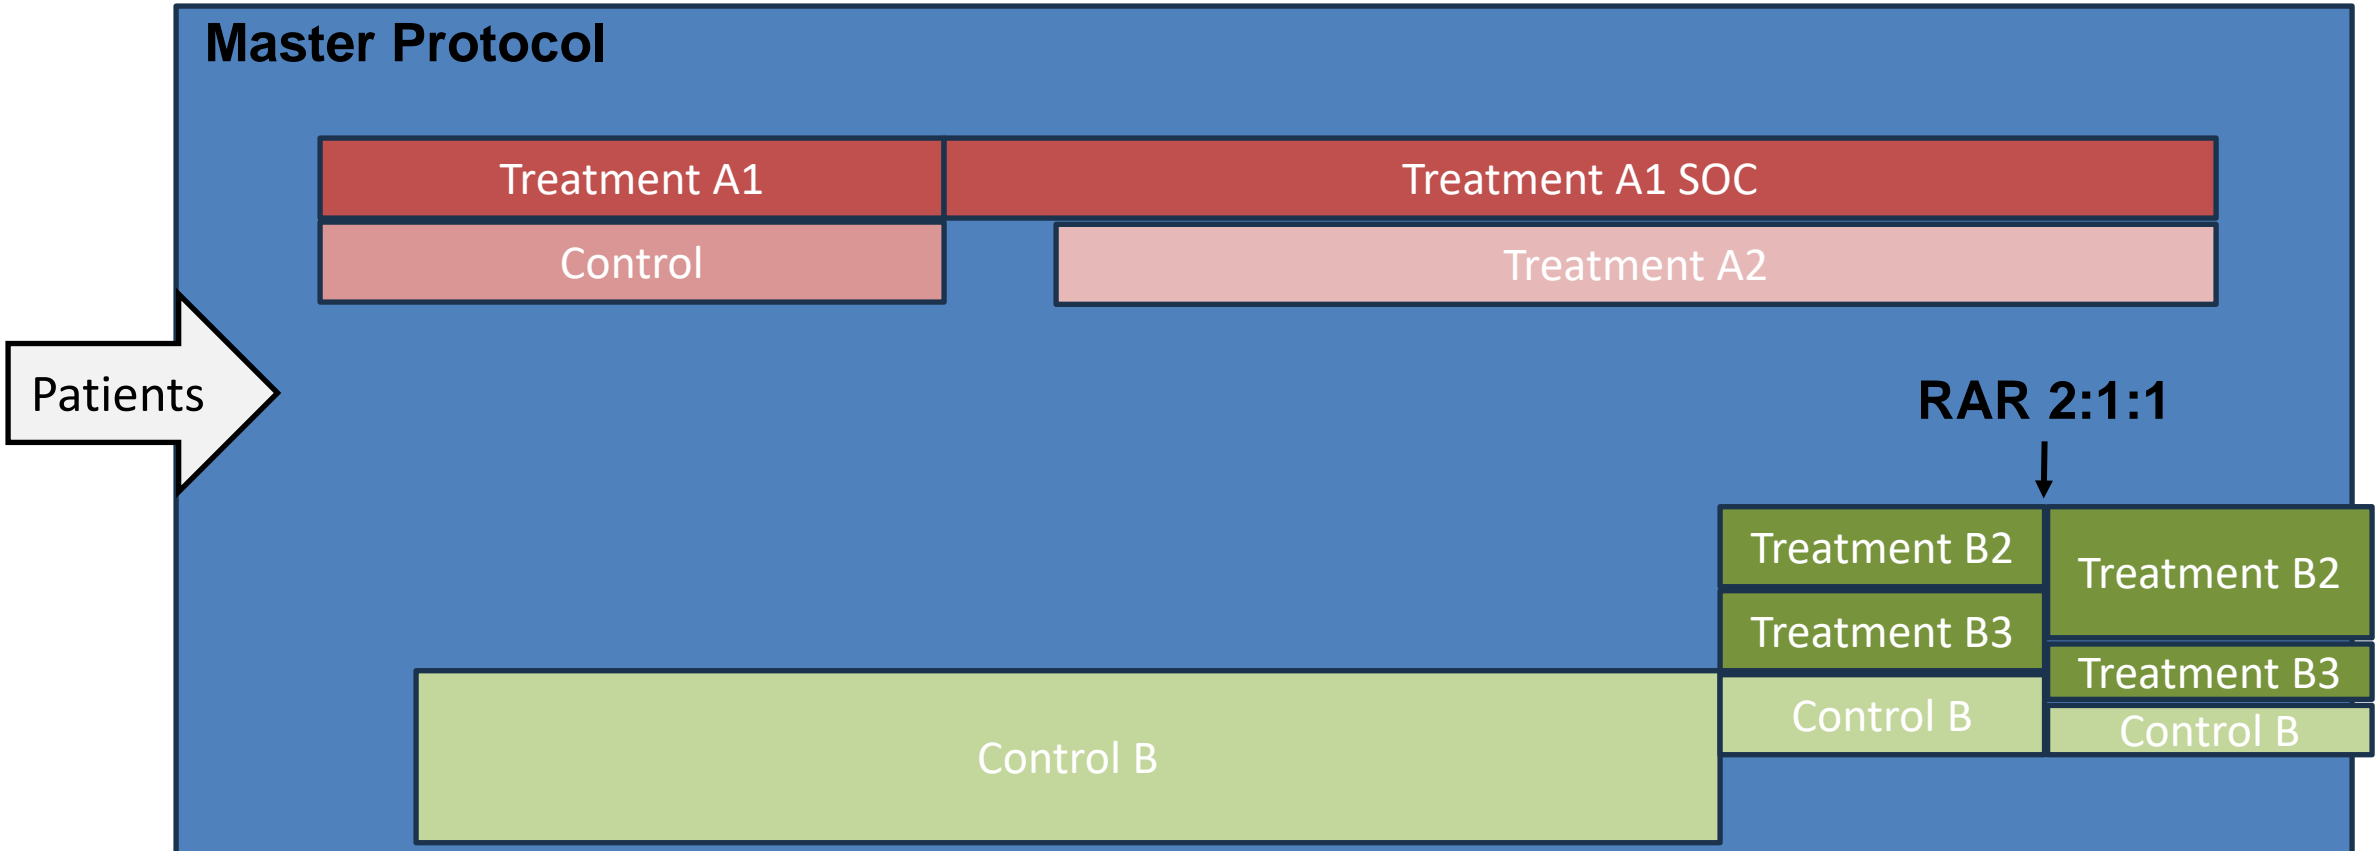 Master Protocol
Treatment A1
Treatment A1 SOC
Control
Treatment A2
Patients
RAR 2:1:1
Treatment B2
Treatment B2
Treatment B3
Treatment B3
Control B
Control B
Control B